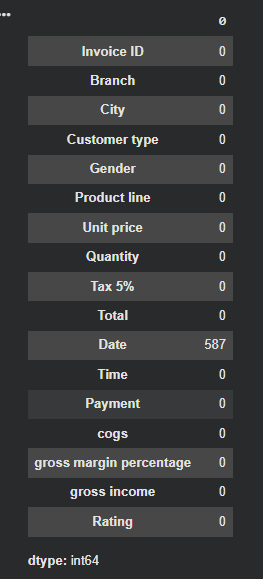 ...
0
Invoice ID 0
Branch 0
City 0
Customer type 0
Gender 0
Product line 0
Unit price 0
Quantity 0
Tax 5% 0
Total 0
Date 587
Time 0
Payment 0
cogs 0
gross margin percentage 0
gross income 0
Rating 0
dtype: int64